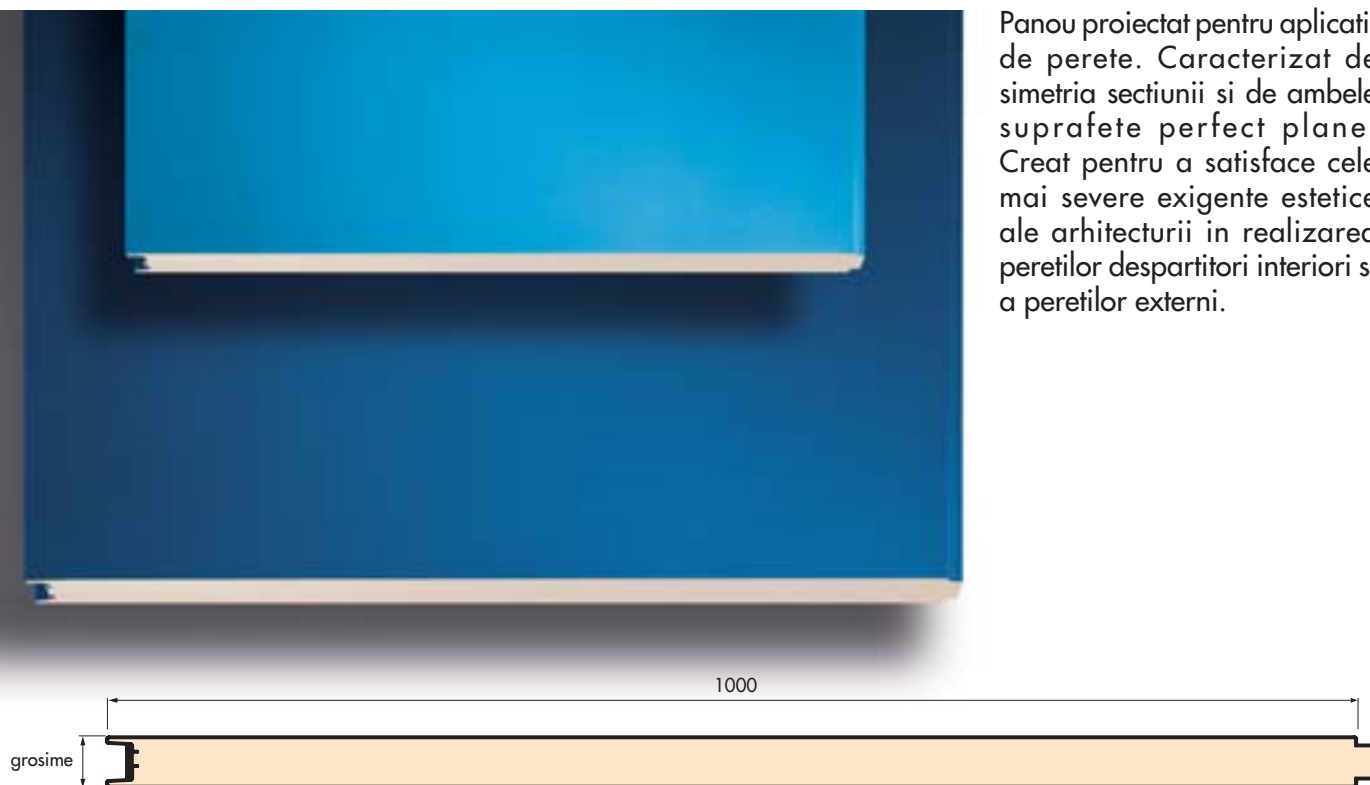 Panou proiectat pentru aplicati
de perete. Caracterizat de
simetria sectiunii si de ambele
suprafete perfect plane
Creat pentru a satisface cele
mai severe exigente estetice
ale arhitecturii in realizarea
peretilor despartitori interiori s
a peretilor externi.
1000
grosime